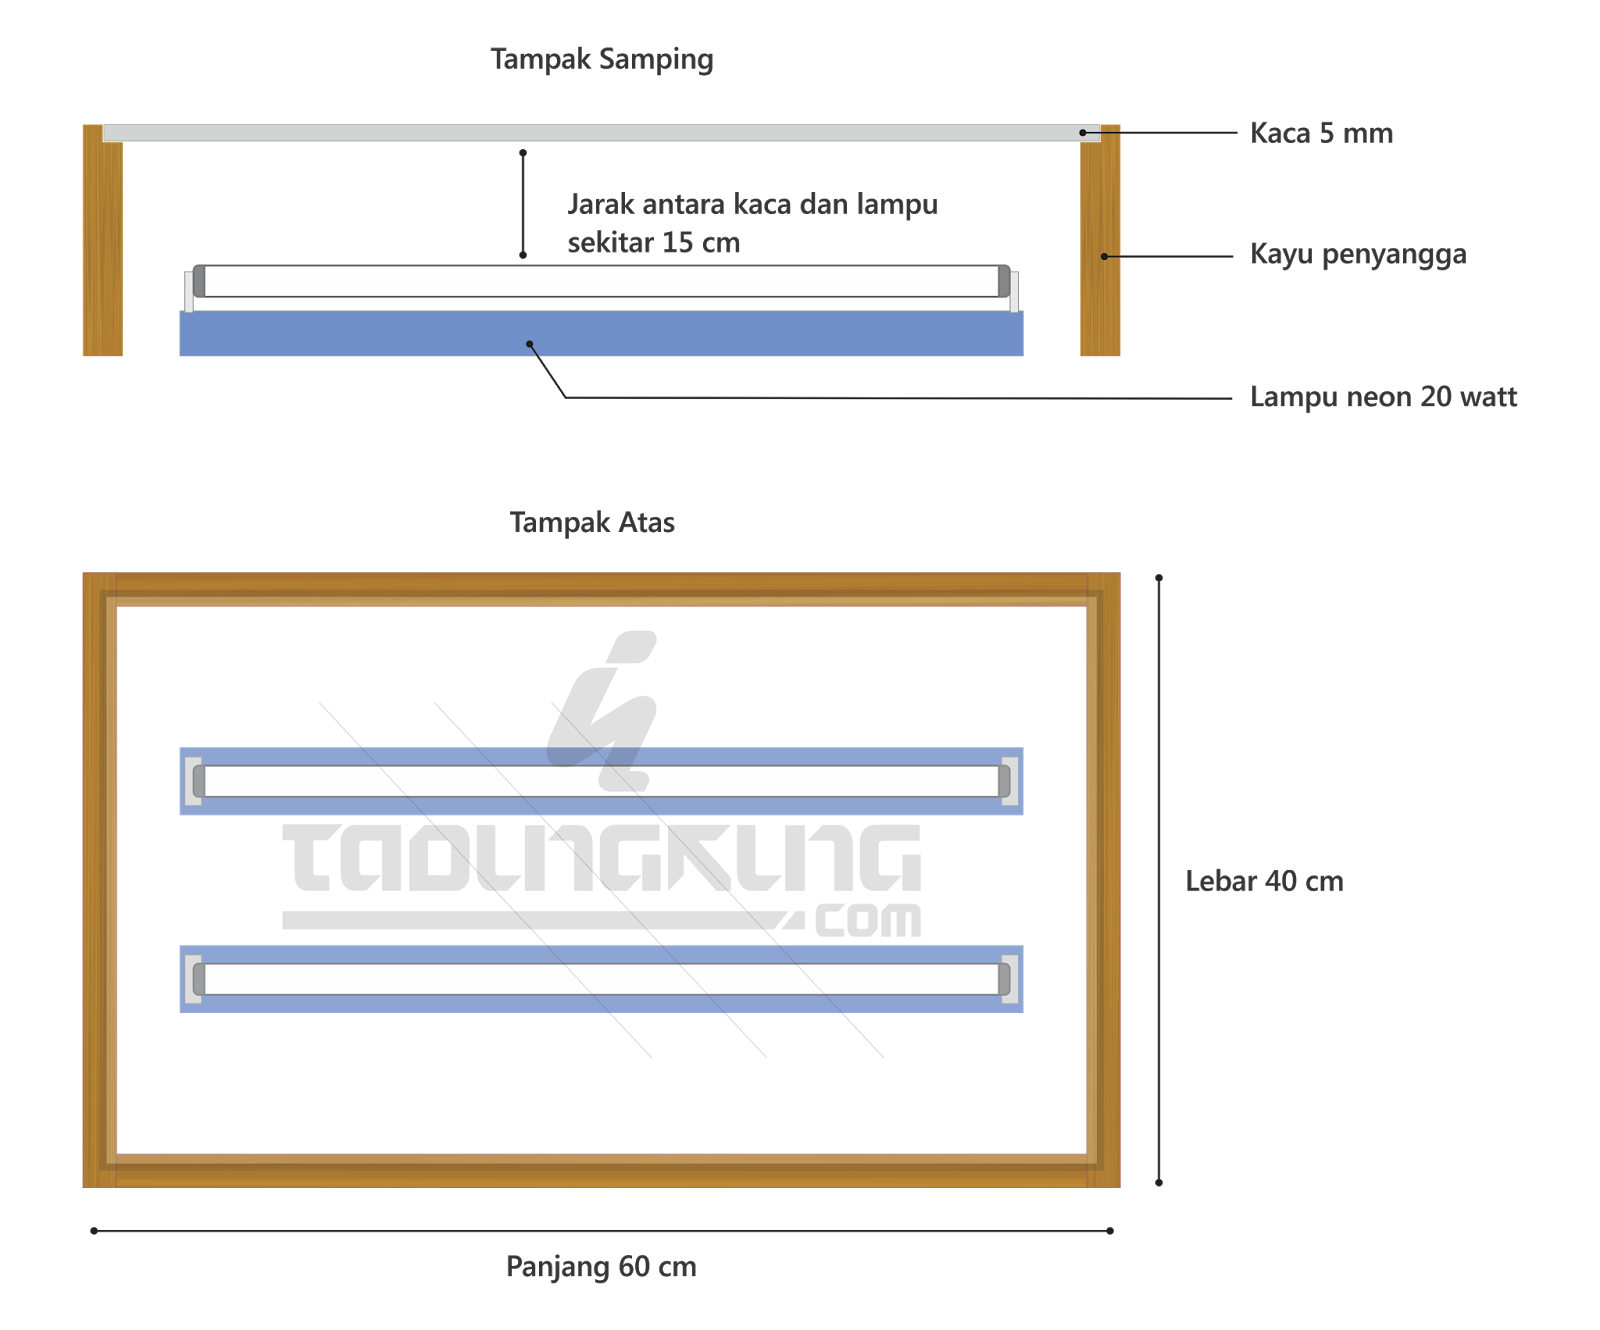 Tampak Samping
Kaca 5 mm
Jarak antara kaca dan lampu
sekitar 15 cm
Kayu penyangga
Lampu neon 20 watt
Tampak Atas
TADUNGKUNG
.COM
Lebar 40 cm
Panjang 60 cm